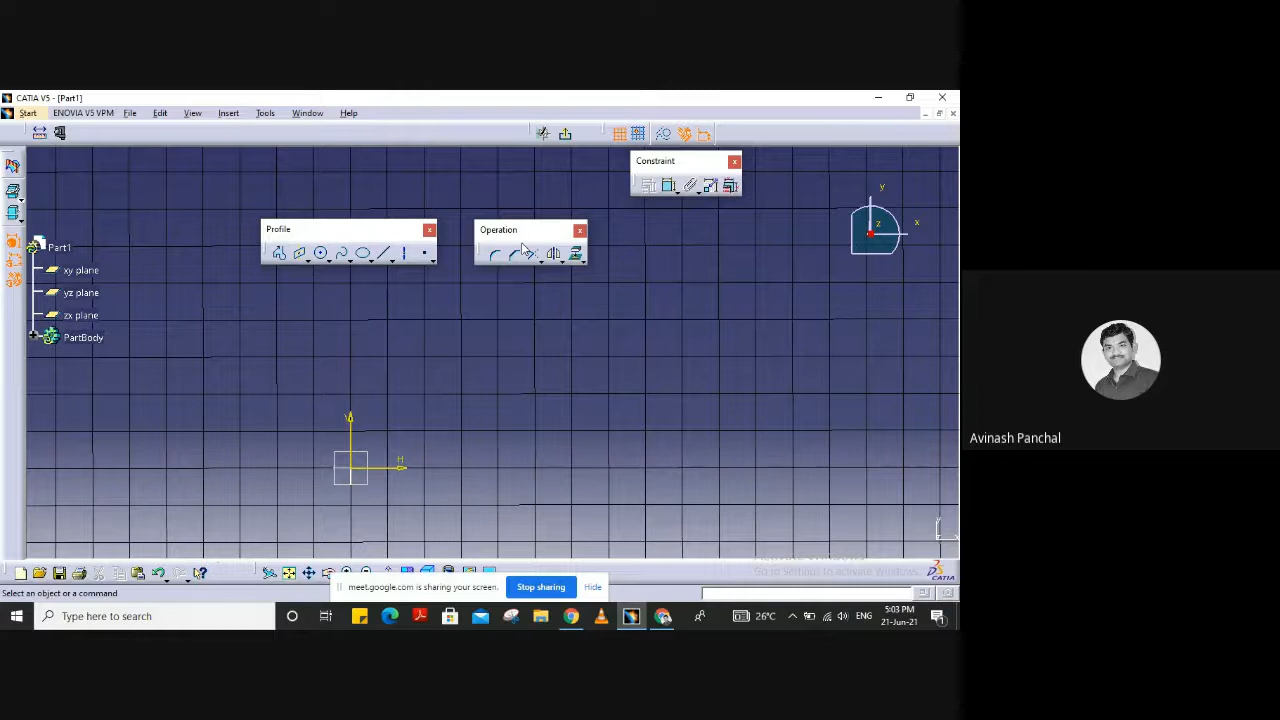 CATIA V5 - [Part1]
Start ENOVIA V5 VPM File Edit View Insert Tools Window Help
Constraint
y
x
z
Profile
Operation
Part1
xy plane
yz plane
zx plane
PartBody
V
H
Avinash Panchal
y
Go to Settings to activate Windows.
CATIA
meet.google.com is sharing your screen. Stop sharing Hide
Select an object or a command
Type here to search
26°C ENG
5:03 PM
21-Jun-21
1